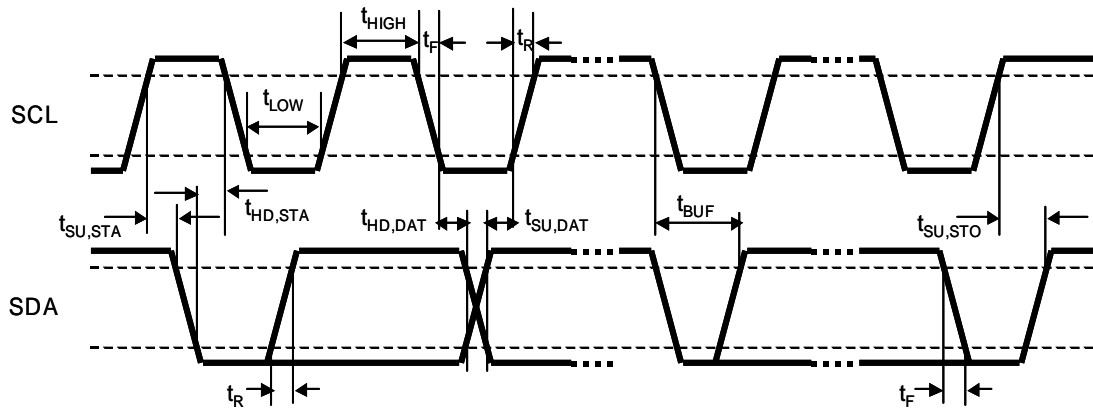 tHIGH
tF
tR
SCL
tLOW
tSU,STA
tHD,STA
tHD,DAT
tSU,DAT
tBUF
tSU,STO
SDA
tR
tF